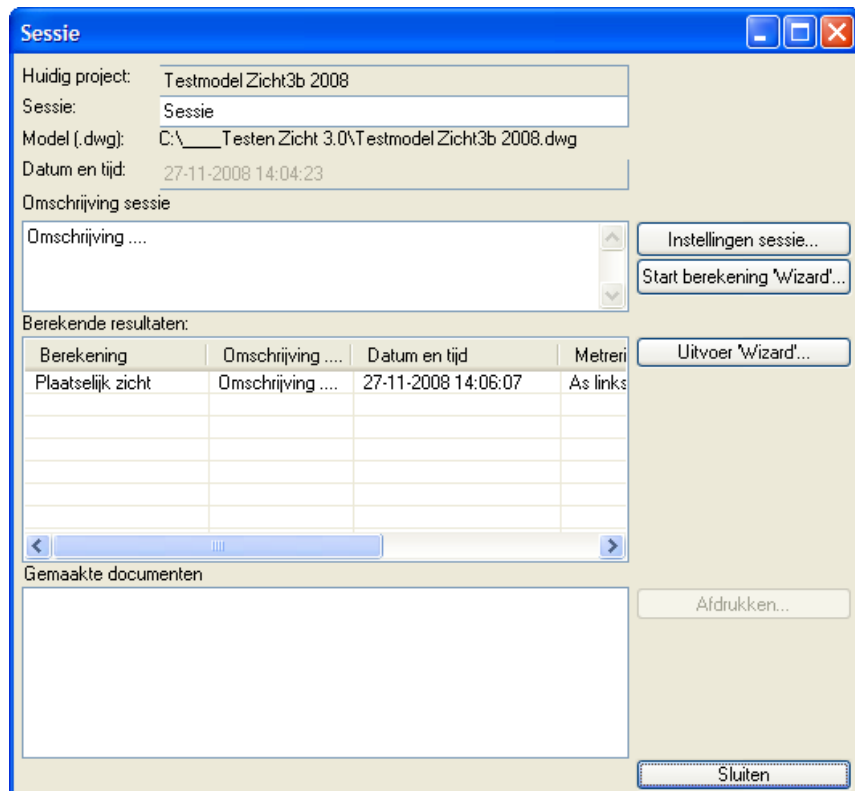 Sessie
Huidig project: Testmodel Zicht3b 2008
Sessie: Sessie
Model (.dwg): C:\____Testen Zicht 3.0\Testmodel Zicht3b 2008.dwg
Datum en tijd: 27-11-2008 14:04:23
Omschrijving sessie
Omschrijving ....
Instellingen sessie...
Start berekening 'Wizard'...
Berekende resultaten:
Berekening Omschrijving .... Datum en tijd Metreri
Uitvoer 'Wizard'...
Plaatselijk zicht Omschrijving .... 27-11-2008 14:06:07 As links
Gemaakte documenten
Afdrukken...
Sluiten